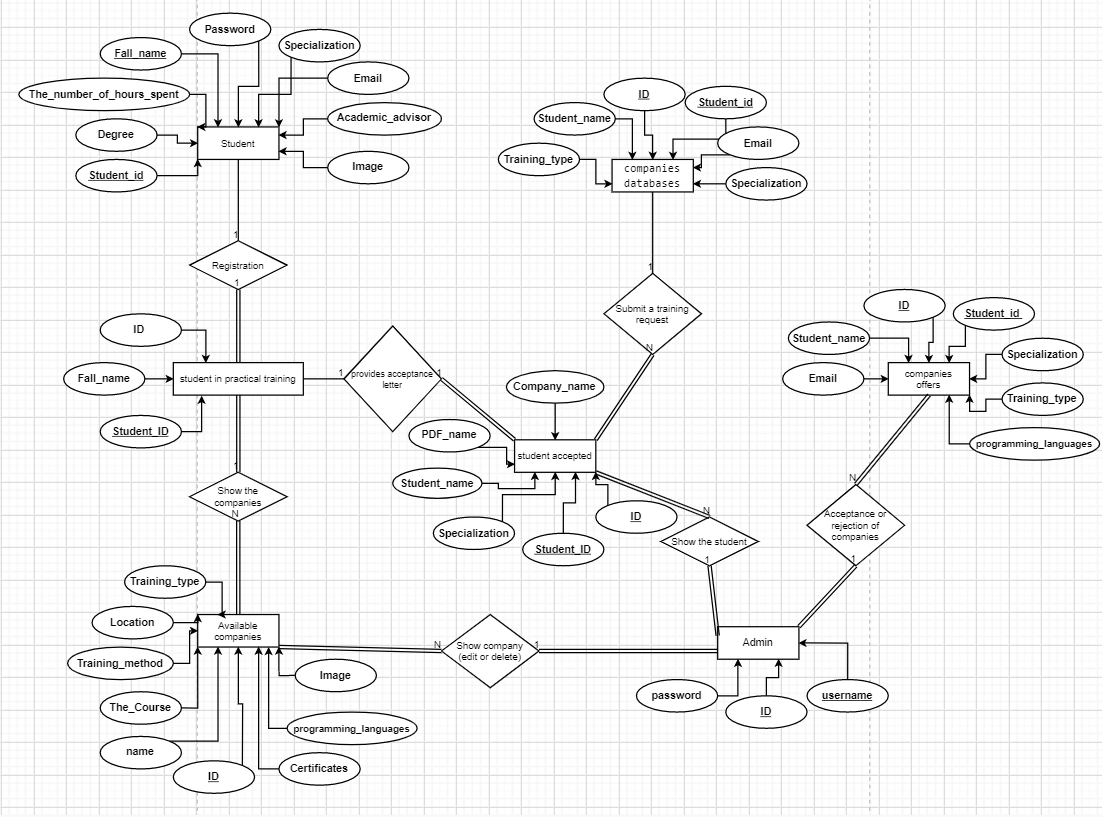 Password
Fall_name
Specialization
The_number_of_hours_spent
Email
Degree
Academic_advisor
Student
Student_id
Image
1
Registration
1
ID
Student_name
Student_id
Training_type
Email
companies
databases
Specialization
1
Submit a training
request
N
ID
Fall_name
student in practical training
Student_ID
1
provides acceptance
letter
1
Company_name
PDF_name
student accepted
Student_name
Specialization
Student_ID
ID
ID
Student_name
Student_id
Email
companies
offers
Specialization
Training_type
programming_languages
N
Acceptance or
rejection of
companies
1
N
Show the student
1
1
Show the
companies
N
Training_type
Location
Available
companies
Training_method
The_Course
name
ID
Image
programming_languages
Certificates
N
Show company
(edit or delete)
1
Admin
password
ID
username